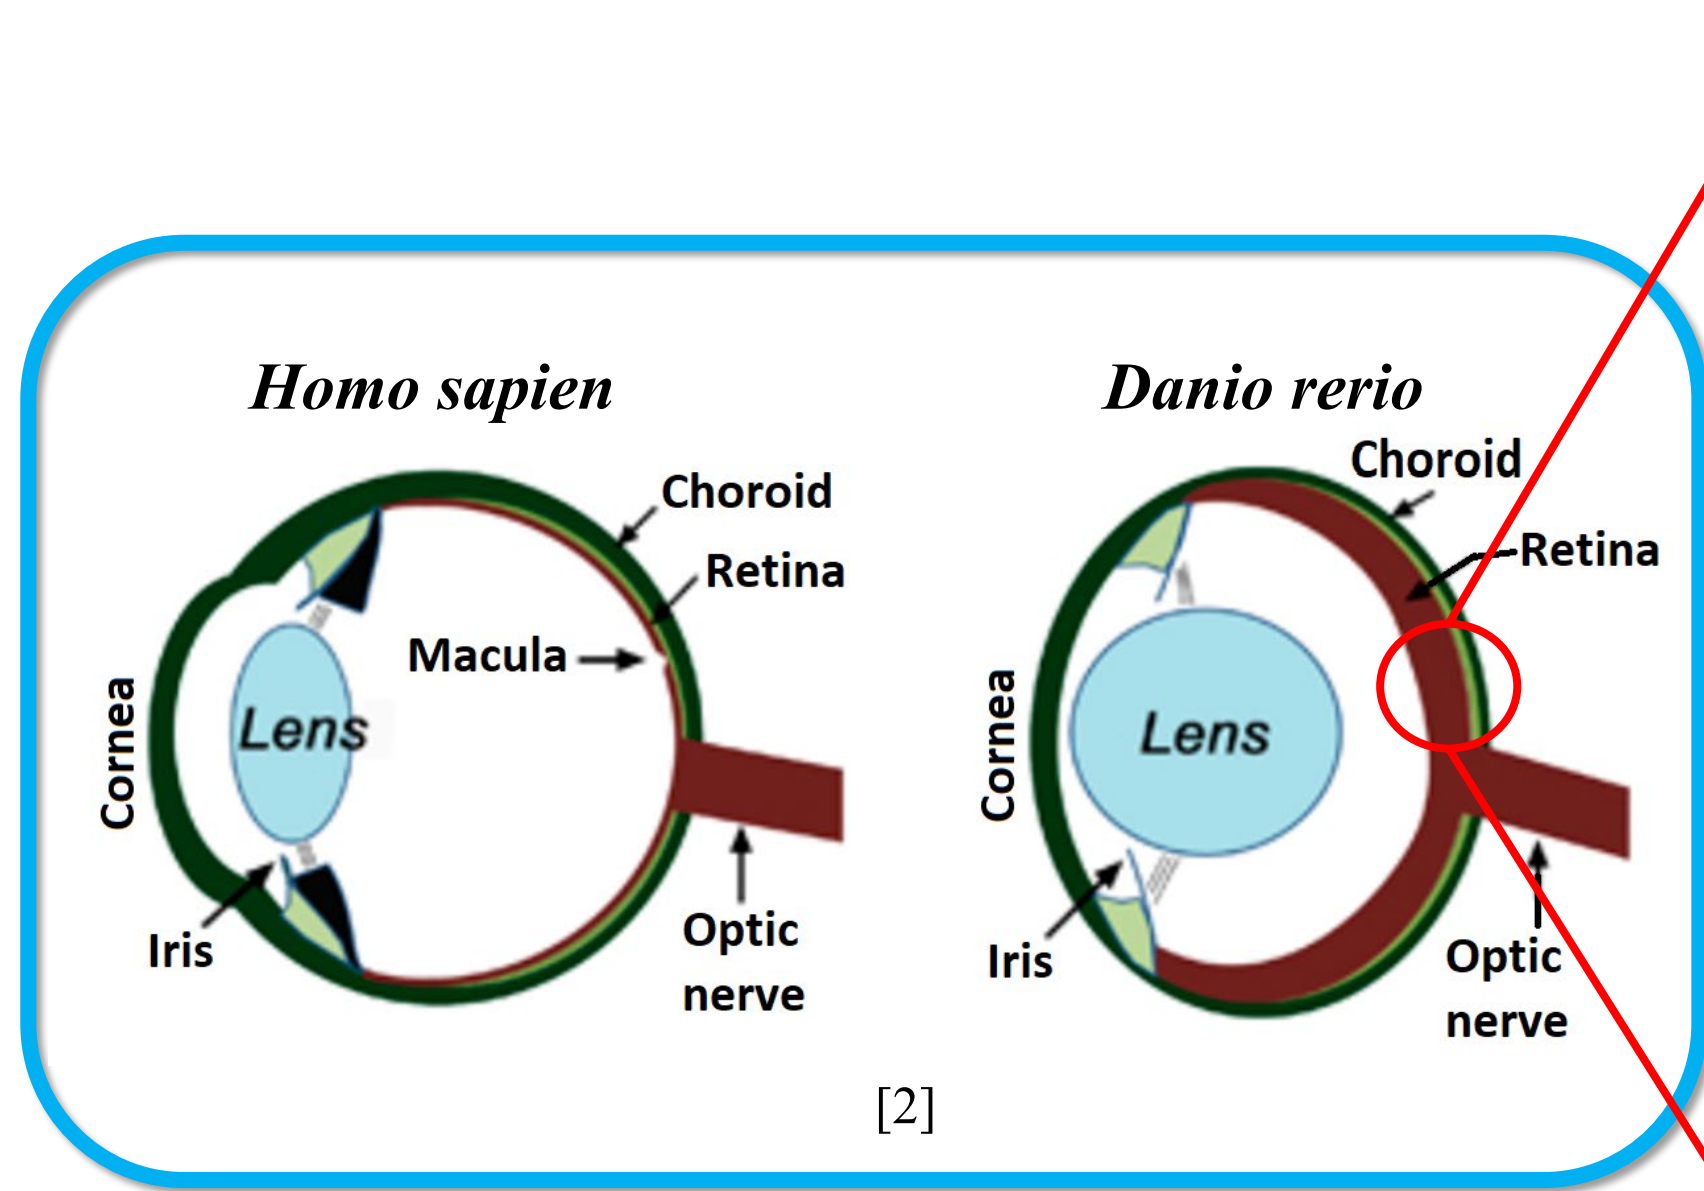 Homo sapien
Choroid
Retina
Macula
Cornea
Lens
Iris
Optic
nerve
Danio rerio
Choroid
Retina
Cornea
Lens
Iris
Optic
nerve
[2]